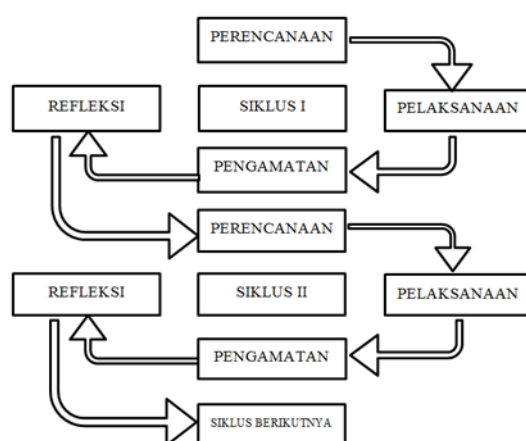 PERENCANAAN
REFLEKSI
SIKLUS I
PELAKSANAAN
PENGAMATAN
PERENCANAAN
REFLEKSI
SIKLUS II
PELAKSANAAN
PENGAMATAN
SIKLUS BERIKUTNYA